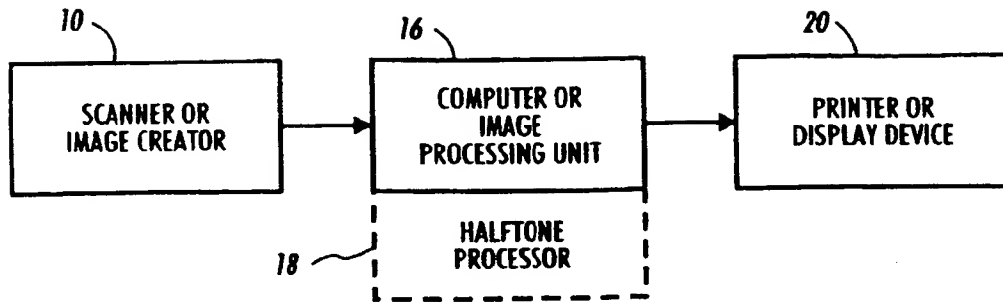 10
SCANNER OR
IMAGE CREATOR
16
COMPUTER OR
IMAGE
PROCESSING UNIT
20
PRINTER OR
DISPLAY DEVICE
18
HALFTONE
PROCESSOR